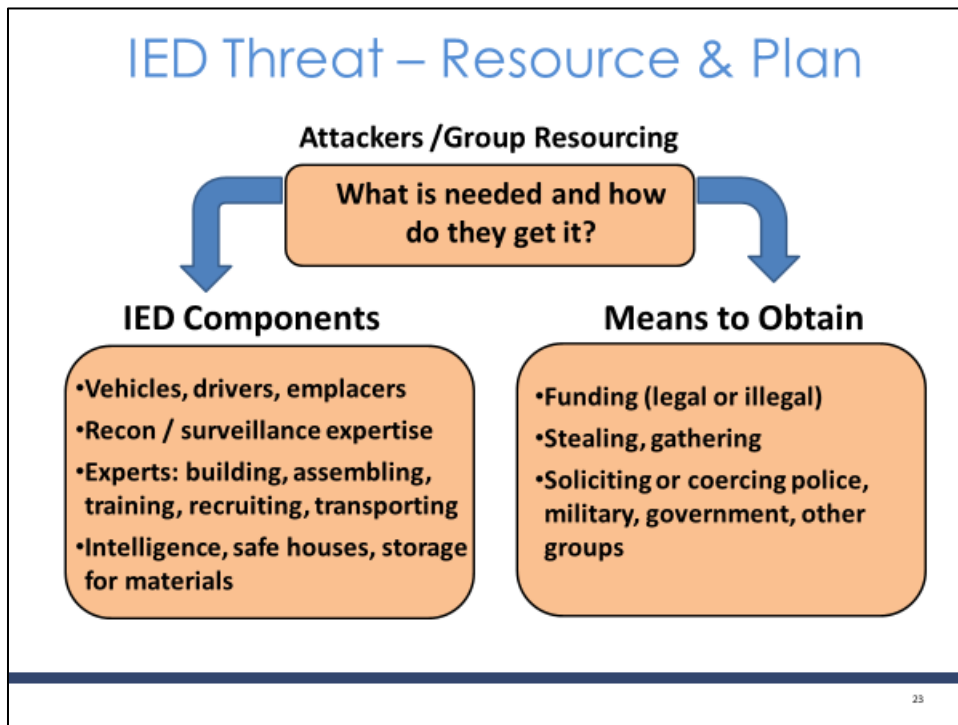 IED Threat – Resource & Plan
Attackers /Group Resourcing
What is needed and how
do they get it?
IED Components
•Vehicles, drivers, emplacers
•Recon / surveillance expertise
•Experts: building, assembling,
training, recruiting, transporting
•Intelligence, safe houses, storage
for materials
Means to Obtain
•Funding (legal or illegal)
•Stealing, gathering
•Soliciting or coercing police,
military, government, other
groups
23